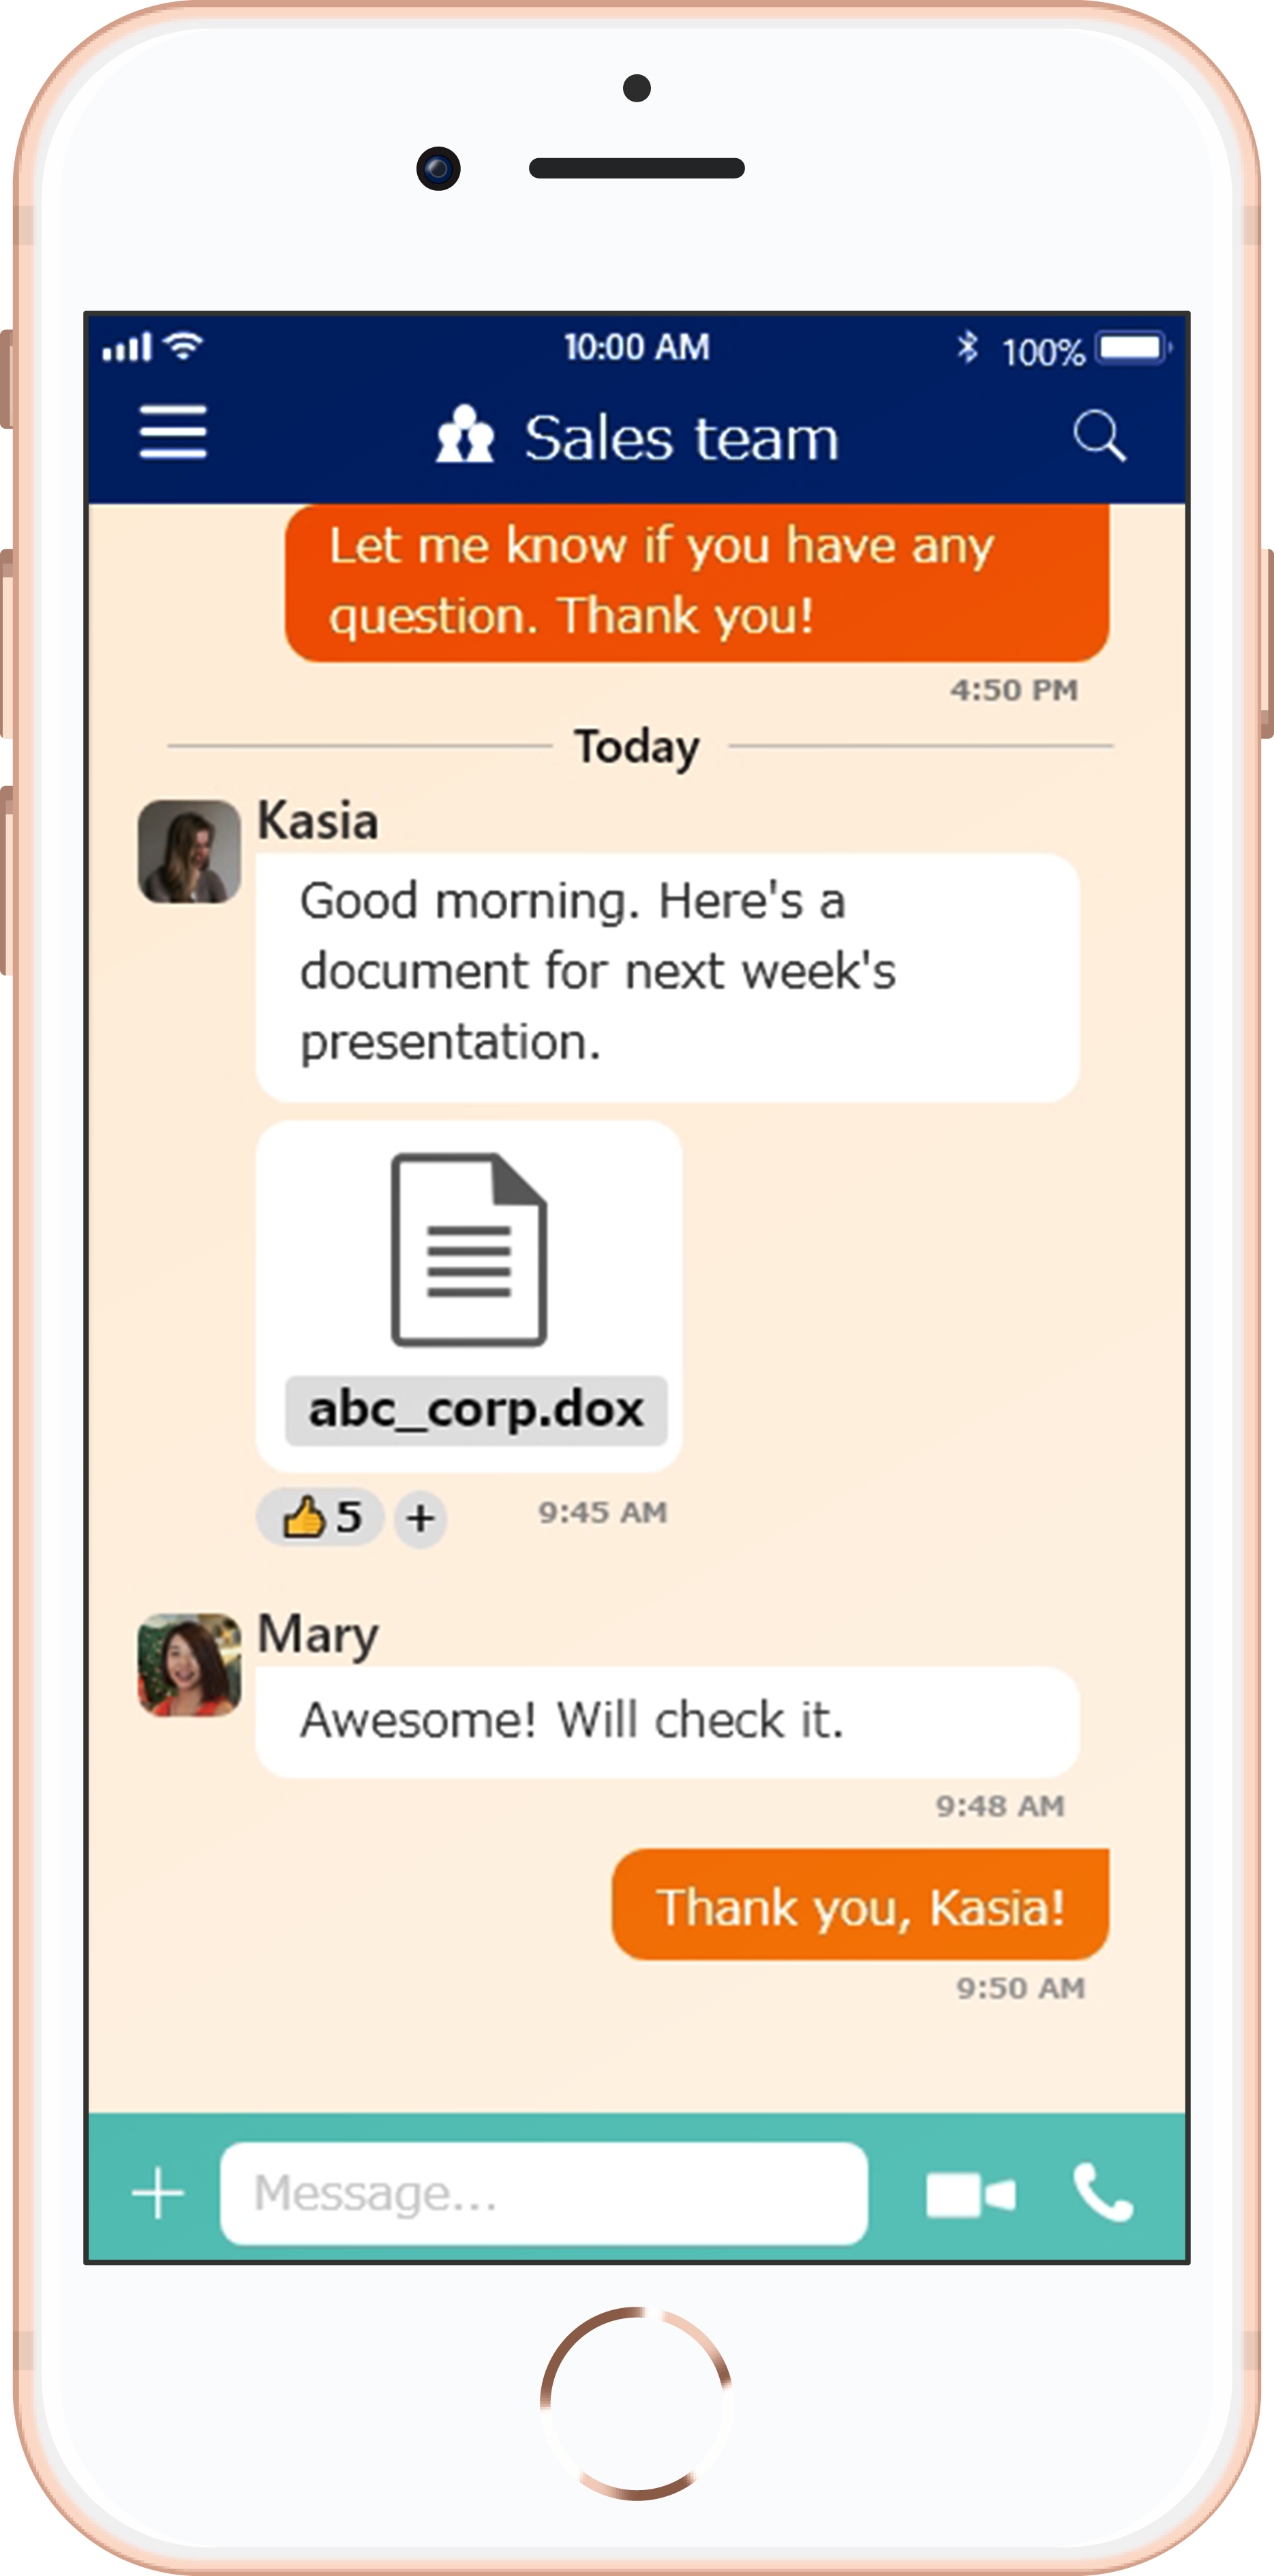 10:00 AM
100%
Sales team
Let me know if you have any
question. Thank you!
4:50 PM
Today
Kasia
Good morning. Here's a
document for next week's
presentation.
abc_corp.dox
👍 5 +
9:45 AM
Mary
Awesome! Will check it.
9:48 AM
Thank you, Kasia!
9:50 AM
Message...